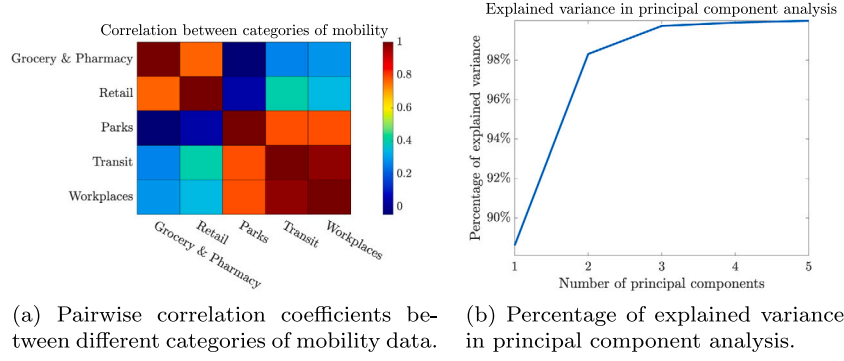 Correlation between categories of mobility
Grocery & Pharmacy
Retail
Parks
Transit
Workplaces
Grocery & Pharmacy
Retail
Parks
Transit
Workplaces
1
0.8
0.6
0.4
0.2
0
Explained variance in principal component analysis
Percentage of explained variance
98%
96%
94%
92%
90%
1 2 3 4 5
Number of principal components
(a) Pairwise correlation coefficients be-
tween different categories of mobility data.
(b) Percentage of explained variance
in principal component analysis.